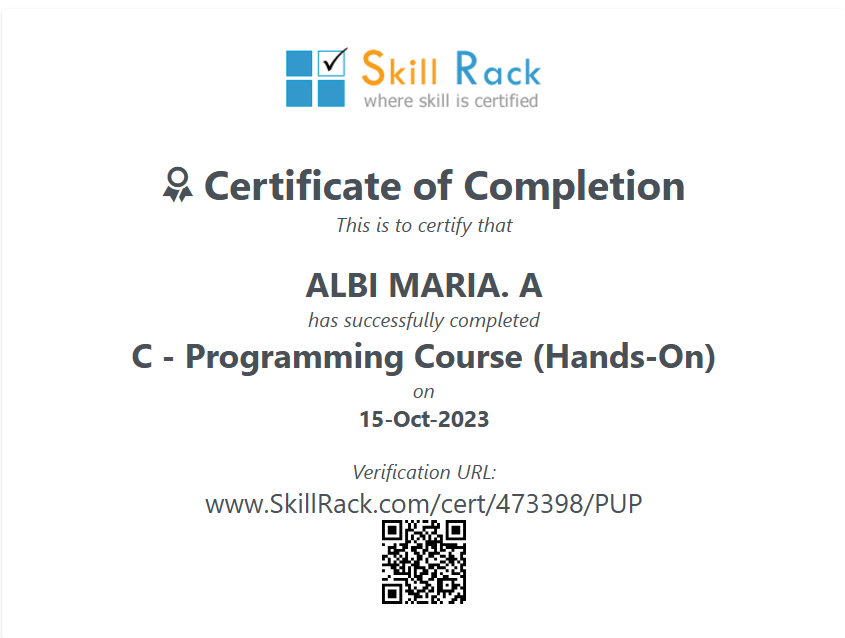 Skill Rack
where skill is certified
Certificate of Completion
This is to certify that
ALBI MARIA. A
has successfully completed
C - Programming Course (Hands-On)
on
15-Oct-2023
Verification URL:
www.SkillRack.com/cert/473398/PUP